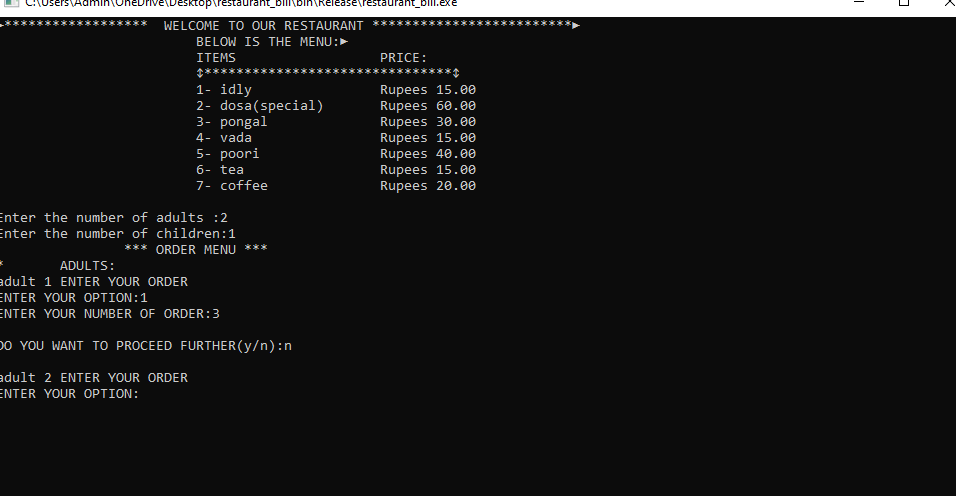 C:\Users\Admin\OneDrive\Desktop\restaurant_bill\bin\Release\restaurant_bill.exe
►****************** WELCOME TO OUR RESTAURANT *************************►
BELOW IS THE MENU:►
ITEMS PRICE:
↕*******************************↕
1- idly Rupees 15.00
2- dosa(special) Rupees 60.00
3- pongal Rupees 30.00
4- vada Rupees 15.00
5- poori Rupees 40.00
6- tea Rupees 15.00
7- coffee Rupees 20.00
Enter the number of adults :2
Enter the number of children:1
*** ORDER MENU ***
* ADULTS:
adult 1 ENTER YOUR ORDER
ENTER YOUR OPTION:1
ENTER YOUR NUMBER OF ORDER:3
DO YOU WANT TO PROCEED FURTHER(y/n):n
adult 2 ENTER YOUR ORDER
ENTER YOUR OPTION: